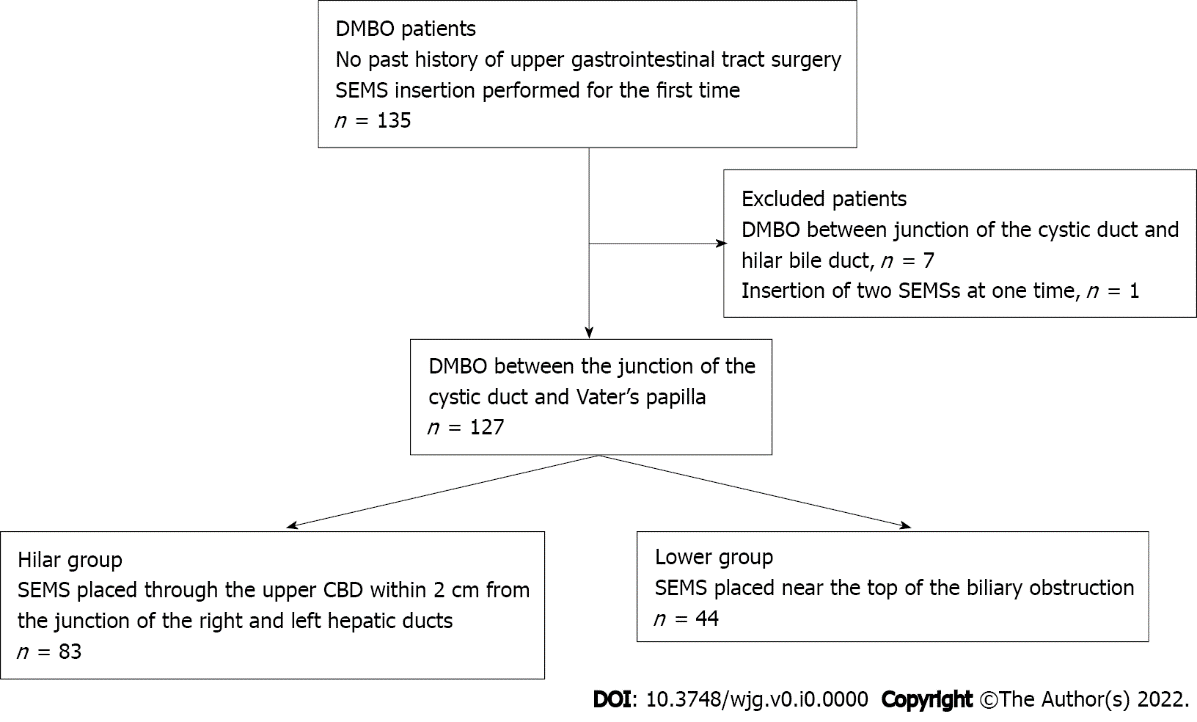 DMBO patients
No past history of upper gastrointestinal tract surgery
SEMS insertion performed for the first time
n = 135
Excluded patients
DMBO between junction of the cystic duct and
hilar bile duct, n = 7
Insertion of two SEMSs at one time, n = 1
DMBO between the junction of the
cystic duct and Vater’s papilla
n = 127
Hilar group
SEMS placed through the upper CBD within 2 cm from
the junction of the right and left hepatic ducts
n = 83
Lower group
SEMS placed near the top of the biliary obstruction
n = 44
DOI: 10.3748/wjg.v0.i0.0000 Copyright ©The Author(s) 2022.